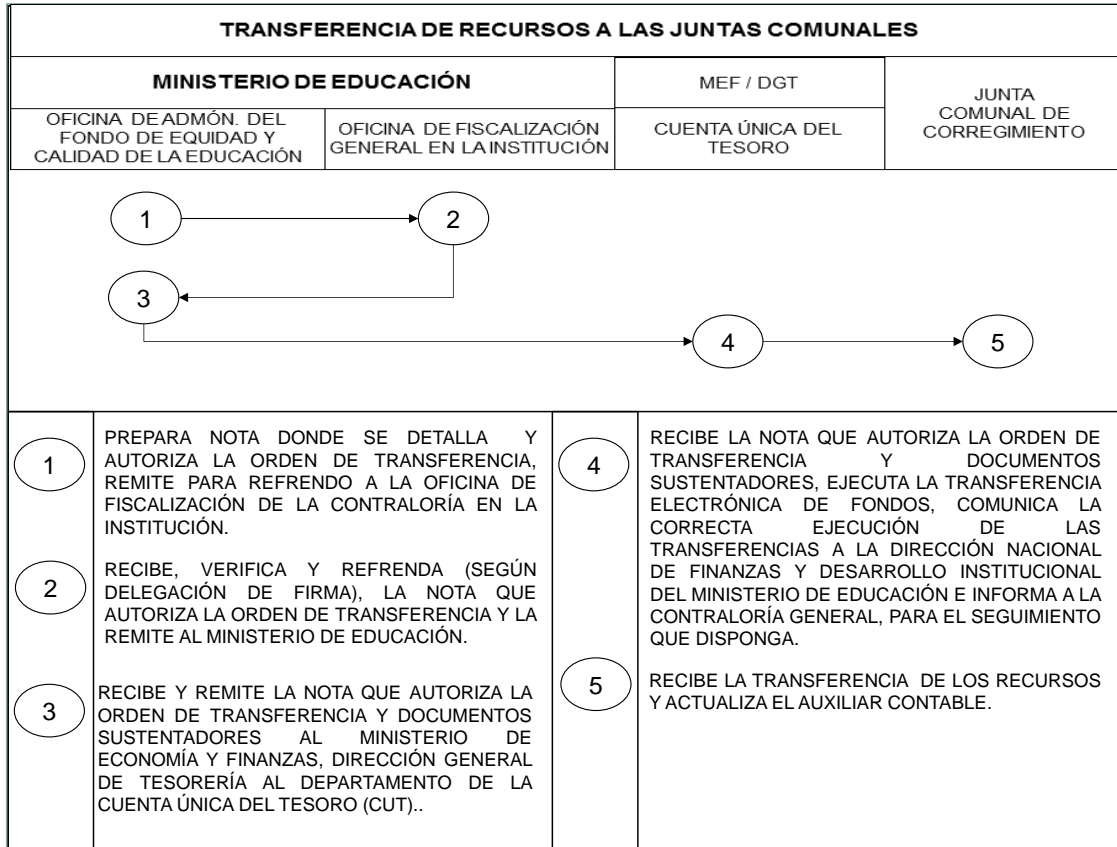 TRANSFERENCIA DE RECURSOS A LAS JUNTAS COMUNALES
MINISTERIO DE EDUCACIÓN
MEF / DGT
JUNTA
COMUNAL DE
CORREGIMIENTO
OFICINA DE ADMÓN. DEL
FONDO DE EQUIDAD Y
CALIDAD DE LA EDUCACIÓN
OFICINA DE FISCALIZACIÓN
GENERAL EN LA INSTITUCIÓN
CUENTA ÚNICA DEL
TESORO
1
2
3
4
5
1
PREPARA NOTA DONDE SE DETALLA Y
AUTORIZA LA ORDEN DE TRANSFERENCIA,
REMITE PARA REFRENDO A LA OFICINA DE
FISCALIZACIÓN DE LA CONTRALORÍA EN LA
INSTITUCIÓN.
2
RECIBE, VERIFICA Y REFRENDA (SEGÚN
DELEGACIÓN DE FIRMA), LA NOTA QUE
AUTORIZA LA ORDEN DE TRANSFERENCIA Y LA
REMITE AL MINISTERIO DE EDUCACIÓN.
3
RECIBE Y REMITE LA NOTA QUE AUTORIZA LA
ORDEN DE TRANSFERENCIA Y DOCUMENTOS
SUSTENTADORES AL MINISTERIO DE
ECONOMÍA Y FINANZAS, DIRECCIÓN GENERAL
DE TESORERÍA AL DEPARTAMENTO DE LA
CUENTA ÚNICA DEL TESORO (CUT)..
4
RECIBE LA NOTA QUE AUTORIZA LA ORDEN DE
TRANSFERENCIA Y DOCUMENTOS
SUSTENTADORES, EJECUTA LA TRANSFERENCIA
ELECTRÓNICA DE FONDOS, COMUNICA LA
CORRECTA EJECUCIÓN DE LAS
TRANSFERENCIAS A LA DIRECCIÓN NACIONAL
DE FINANZAS Y DESARROLLO INSTITUCIONAL
DEL MINISTERIO DE EDUCACIÓN E INFORMA A LA
CONTRALORÍA GENERAL, PARA EL SEGUIMIENTO
QUE DISPONGA.
5
RECIBE LA TRANSFERENCIA DE LOS RECURSOS
Y ACTUALIZA EL AUXILIAR CONTABLE.